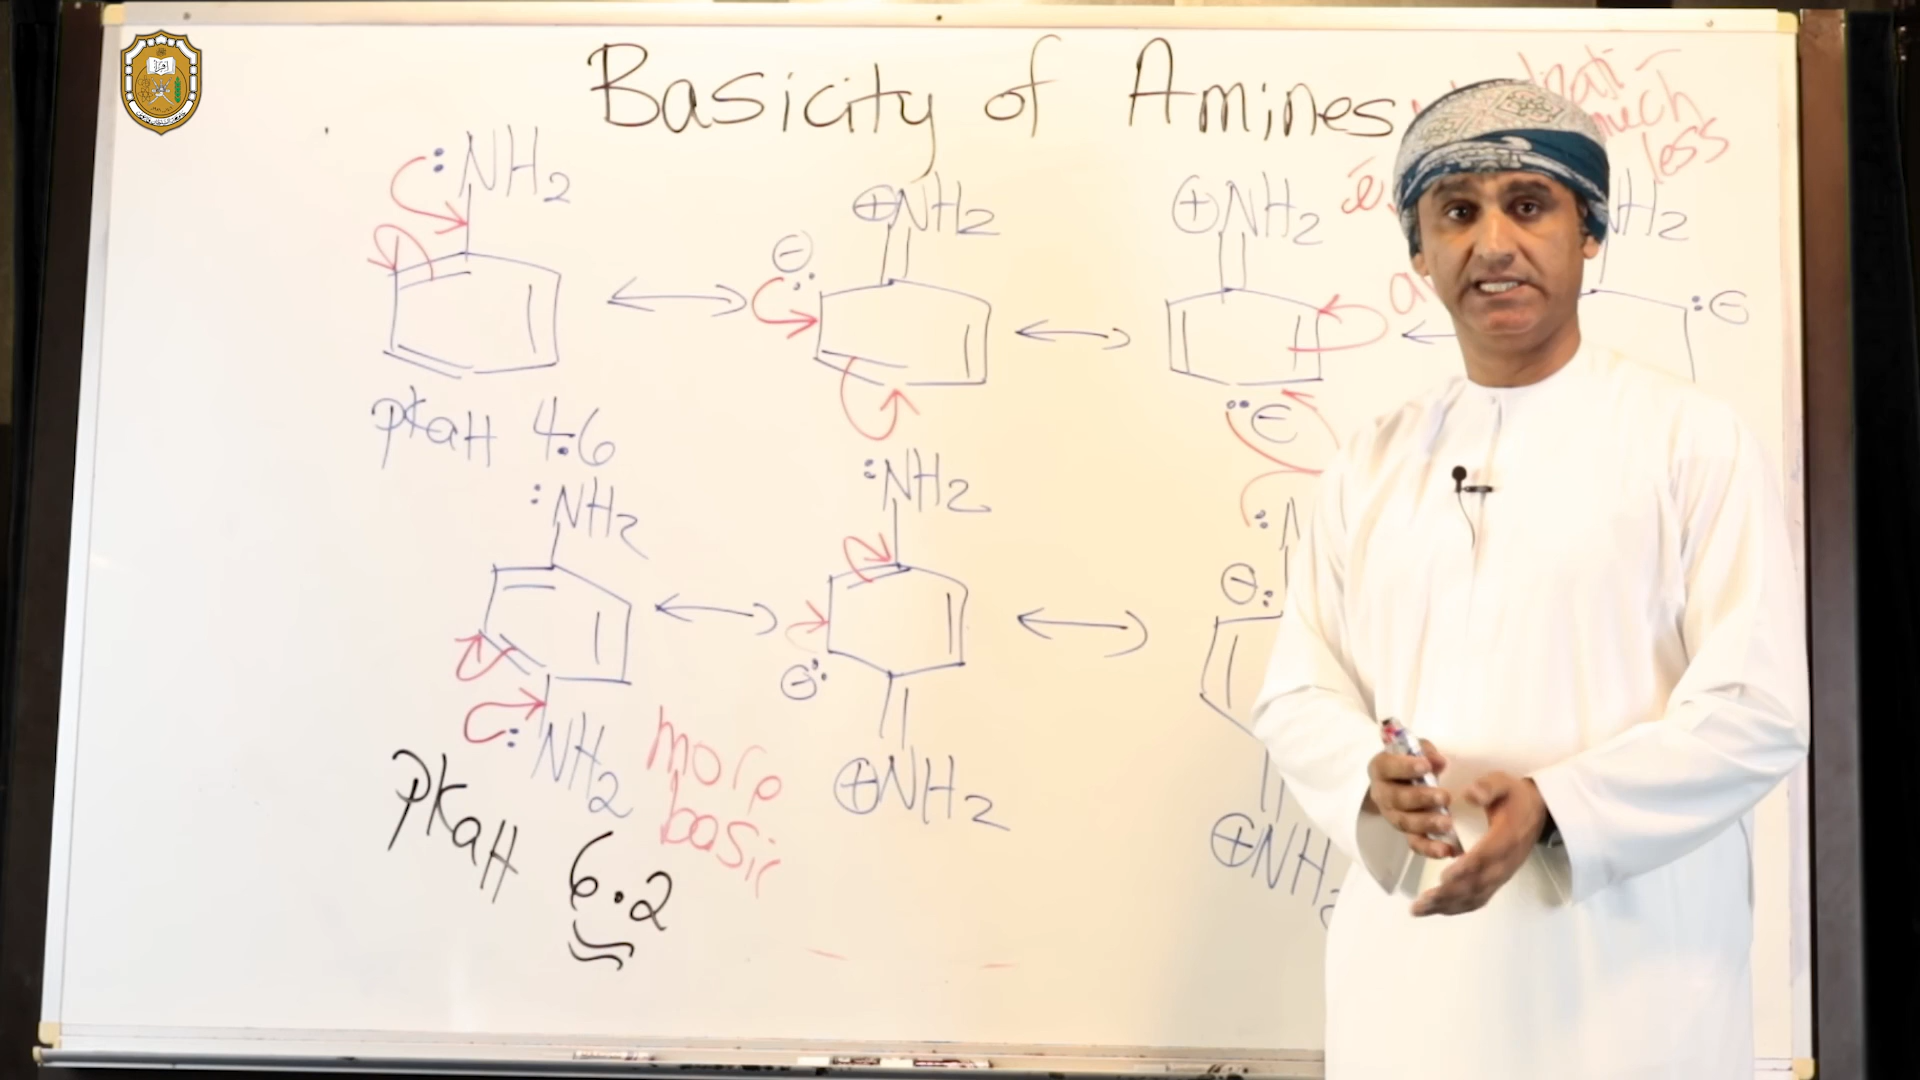 Basicity of Amines
much
less
:NH2
⊕NH2
⊕NH2
NH2
⊖
:⊖
pKaH 4.6
⊖
:NH2
:NH2
⊖:
⊖
:NH2
more
basic
⊕NH2
⊕NH2
pKaH 6.2